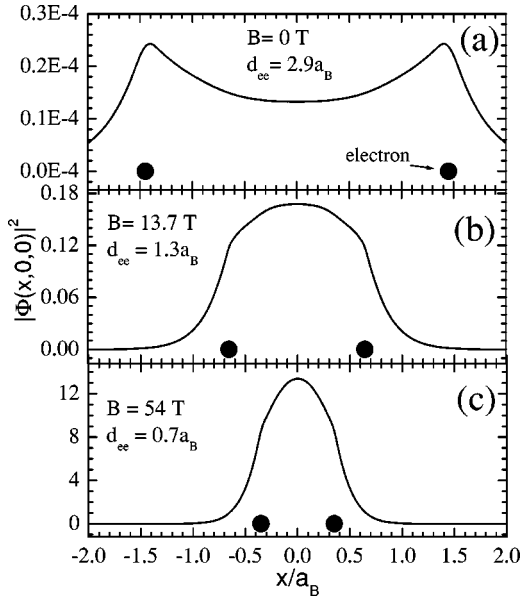 0.3E-4
0.2E-4
0.1E-4
0.0E-4
B= 0 T
d_ee = 2.9a_B
(a)
electron
0.18
0.12
0.06
0.00
B= 13.7 T
d_ee = 1.3a_B
(b)
|Φ(x,0,0)|²
12
8
4
0
B = 54 T
d_ee = 0.7a_B
(c)
-2.0 -1.5 -1.0 -0.5 0.0 0.5 1.0 1.5 2.0
x/a_B